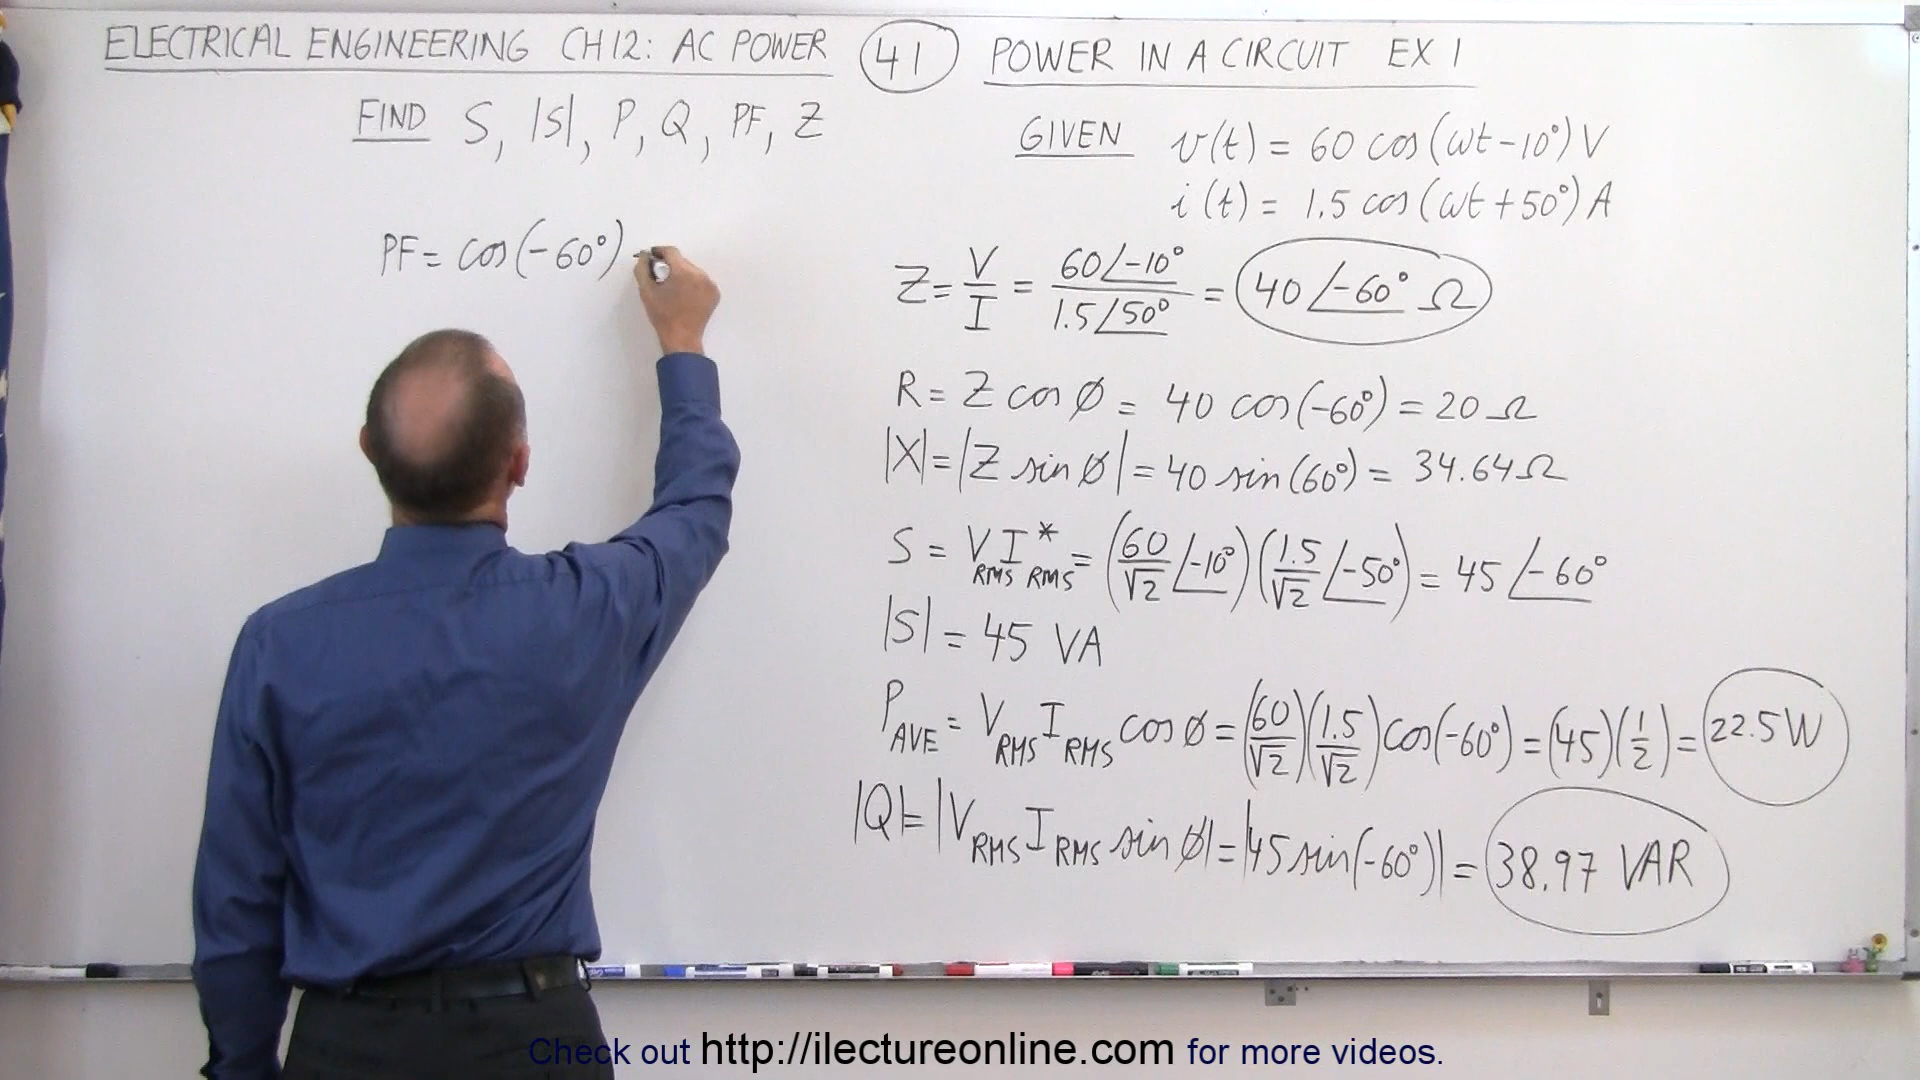 ELECTRICAL ENGINEERING CH12: AC POWER 41 POWER IN A CIRCUIT EX 1
FIND S, |S|, P, Q, PF, Z
GIVEN v(t) = 60 cos(ωt-10°)V
i(t) = 1.5 cos(ωt+50°)A
PF = cos(-60°)
Z = V/I = 60∠-10° / 1.5∠50° = 40∠-60° Ω
R = Z cos ø = 40 cos(-60°) = 20 Ω
|X| = |Z sin ø| = 40 sin(60°) = 34.64 Ω
S = V_RMS I*_RMS = (60/√2 ∠-10°)(1.5/√2 ∠-50°) = 45 ∠-60°
|S| = 45 VA
P_AVE = V_RMS I_RMS cos ø = (60/√2)(1.5/√2)cos(-60°) = (45)(1/2) = 22.5W
|Q| = |V_RMS I_RMS sin ø| = |45 sin(-60°)| = 38.97 VAR
Check out http://ilectureonline.com for more videos.